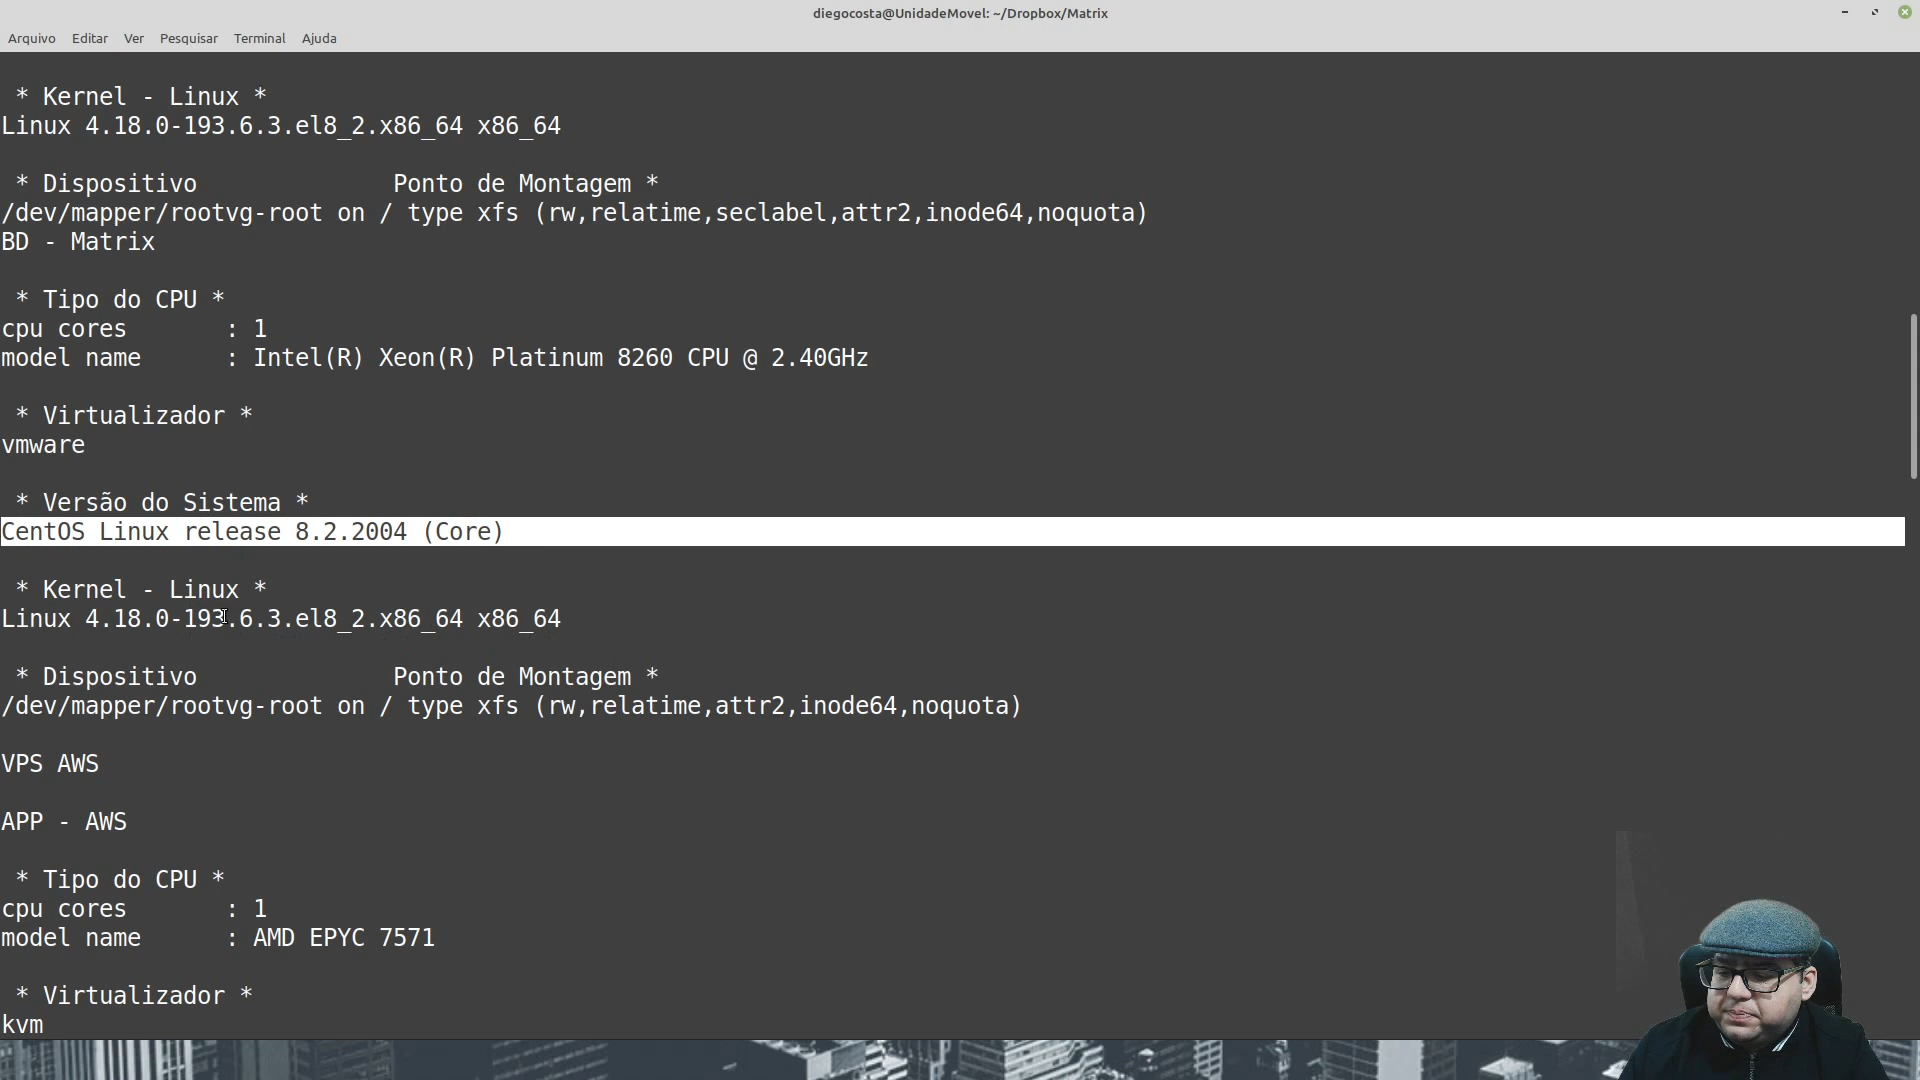 diegocosta@UnidadeMovel: ~/Dropbox/Matrix
Arquivo Editar Ver Pesquisar Terminal Ajuda
* Kernel - Linux *
Linux 4.18.0-193.6.3.el8_2.x86_64 x86_64
* Dispositivo Ponto de Montagem *
/dev/mapper/rootvg-root on / type xfs (rw,relatime,seclabel,attr2,inode64,noquota)
BD - Matrix
* Tipo do CPU *
cpu cores : 1
model name : Intel(R) Xeon(R) Platinum 8260 CPU @ 2.40GHz
* Virtualizador *
vmware
* Versão do Sistema *
CentOS Linux release 8.2.2004 (Core)
* Kernel - Linux *
Linux 4.18.0-193.6.3.el8_2.x86_64 x86_64
* Dispositivo Ponto de Montagem *
/dev/mapper/rootvg-root on / type xfs (rw,relatime,attr2,inode64,noquota)
VPS AWS
APP - AWS
* Tipo do CPU *
cpu cores : 1
model name : AMD EPYC 7571
* Virtualizador *
kvm